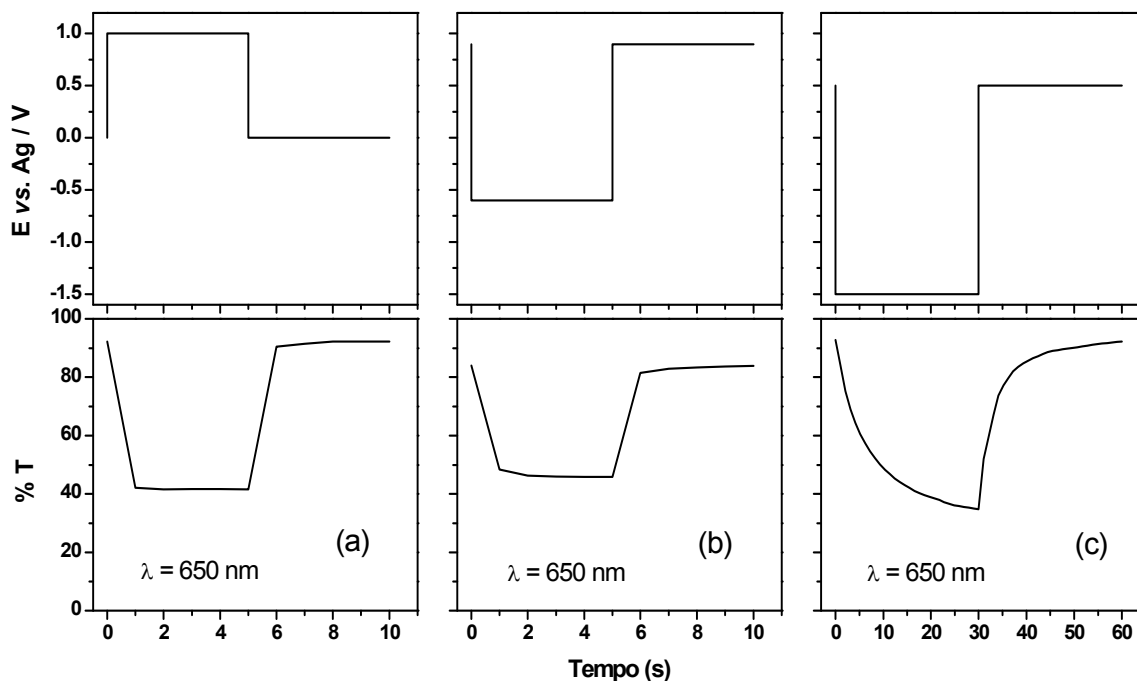 E vs. Ag / V
1.0
0.5
0.0
-0.5
-1.0
-1.5
% T
100
80
60
40
20
0
(a)
λ = 650 nm
(b)
λ = 650 nm
(c)
λ = 650 nm
0 2 4 6 8 10
0 2 4 6 8 10
0 10 20 30 40 50 60
Tempo (s)